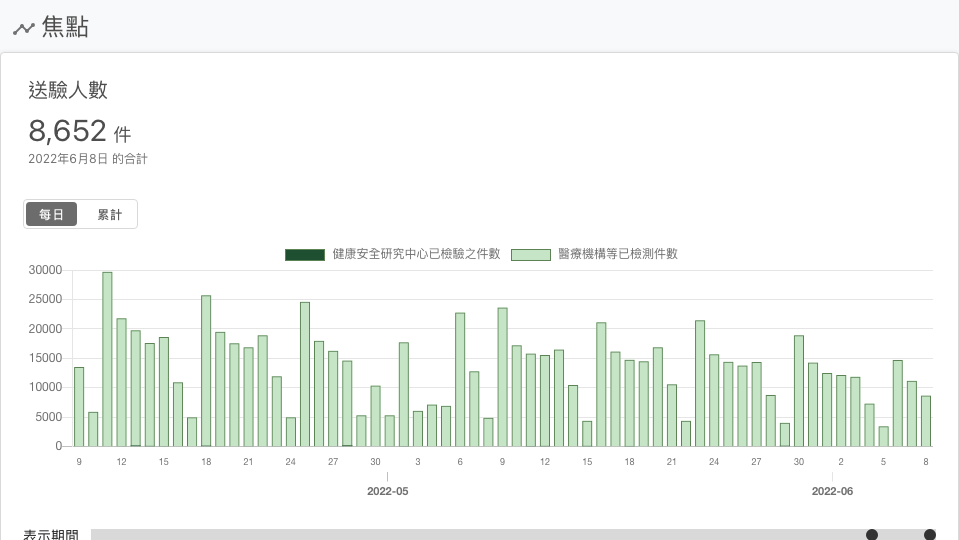 焦點
送驗人數
8,652 件
2022年6月8日 的合計
每日 累計
健康安全研究中心已檢驗之件數 醫療機構等已檢測件數
30000
25000
20000
15000
10000
5000
0
9 12 15 18 21 24 27 30 3 6 9 12 15 18 21 24 27 30 2 5 8
2022-05 2022-06
表示期間